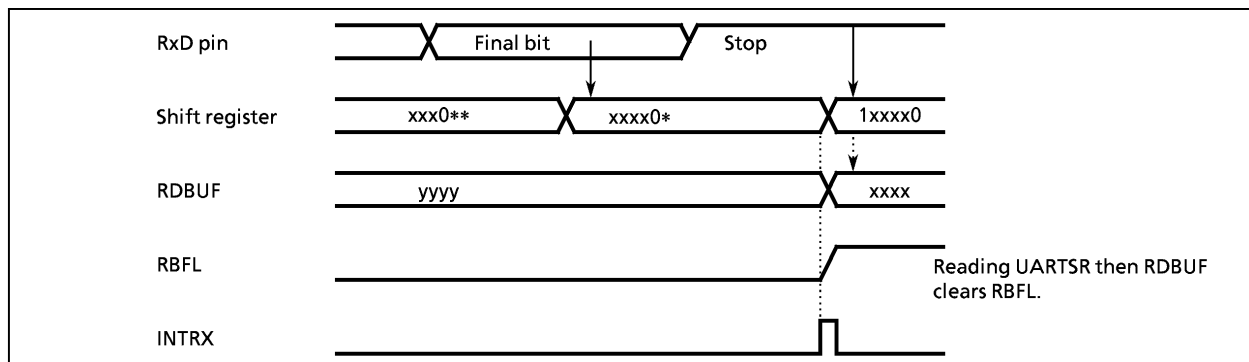 RxD pin Final bit Stop
Shift register xxx0** xxxx0* 1xxxx0
RDBUF yyyy xxxx
RBFL
Reading UARTSR then RDBUF
clears RBFL.
INTRX